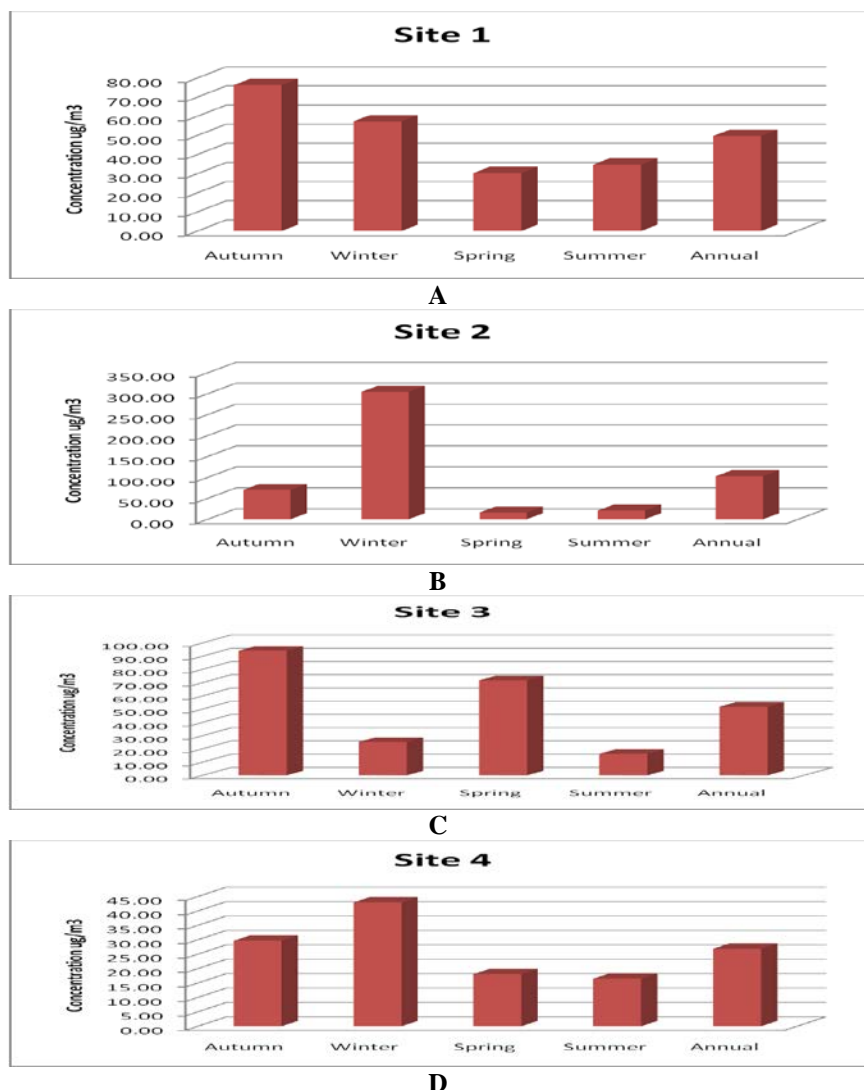 Site 1
Concentration ug/m3
80.00
70.00
60.00
50.00
40.00
30.00
20.00
10.00
0.00
Autumn Winter Spring Summer Annual
A
Site 2
Concentration ug/m3
350.00
300.00
250.00
200.00
150.00
100.00
50.00
0.00
Autumn Winter Spring Summer Annual
B
Site 3
Concentration ug/m3
100.00
90.00
80.00
70.00
60.00
50.00
40.00
30.00
20.00
10.00
0.00
Autumn Winter Spring Summer Annual
C
Site 4
Concentration ug/m3
45.00
40.00
35.00
30.00
25.00
20.00
15.00
10.00
5.00
0.00
Autumn Winter Spring Summer Annual
D